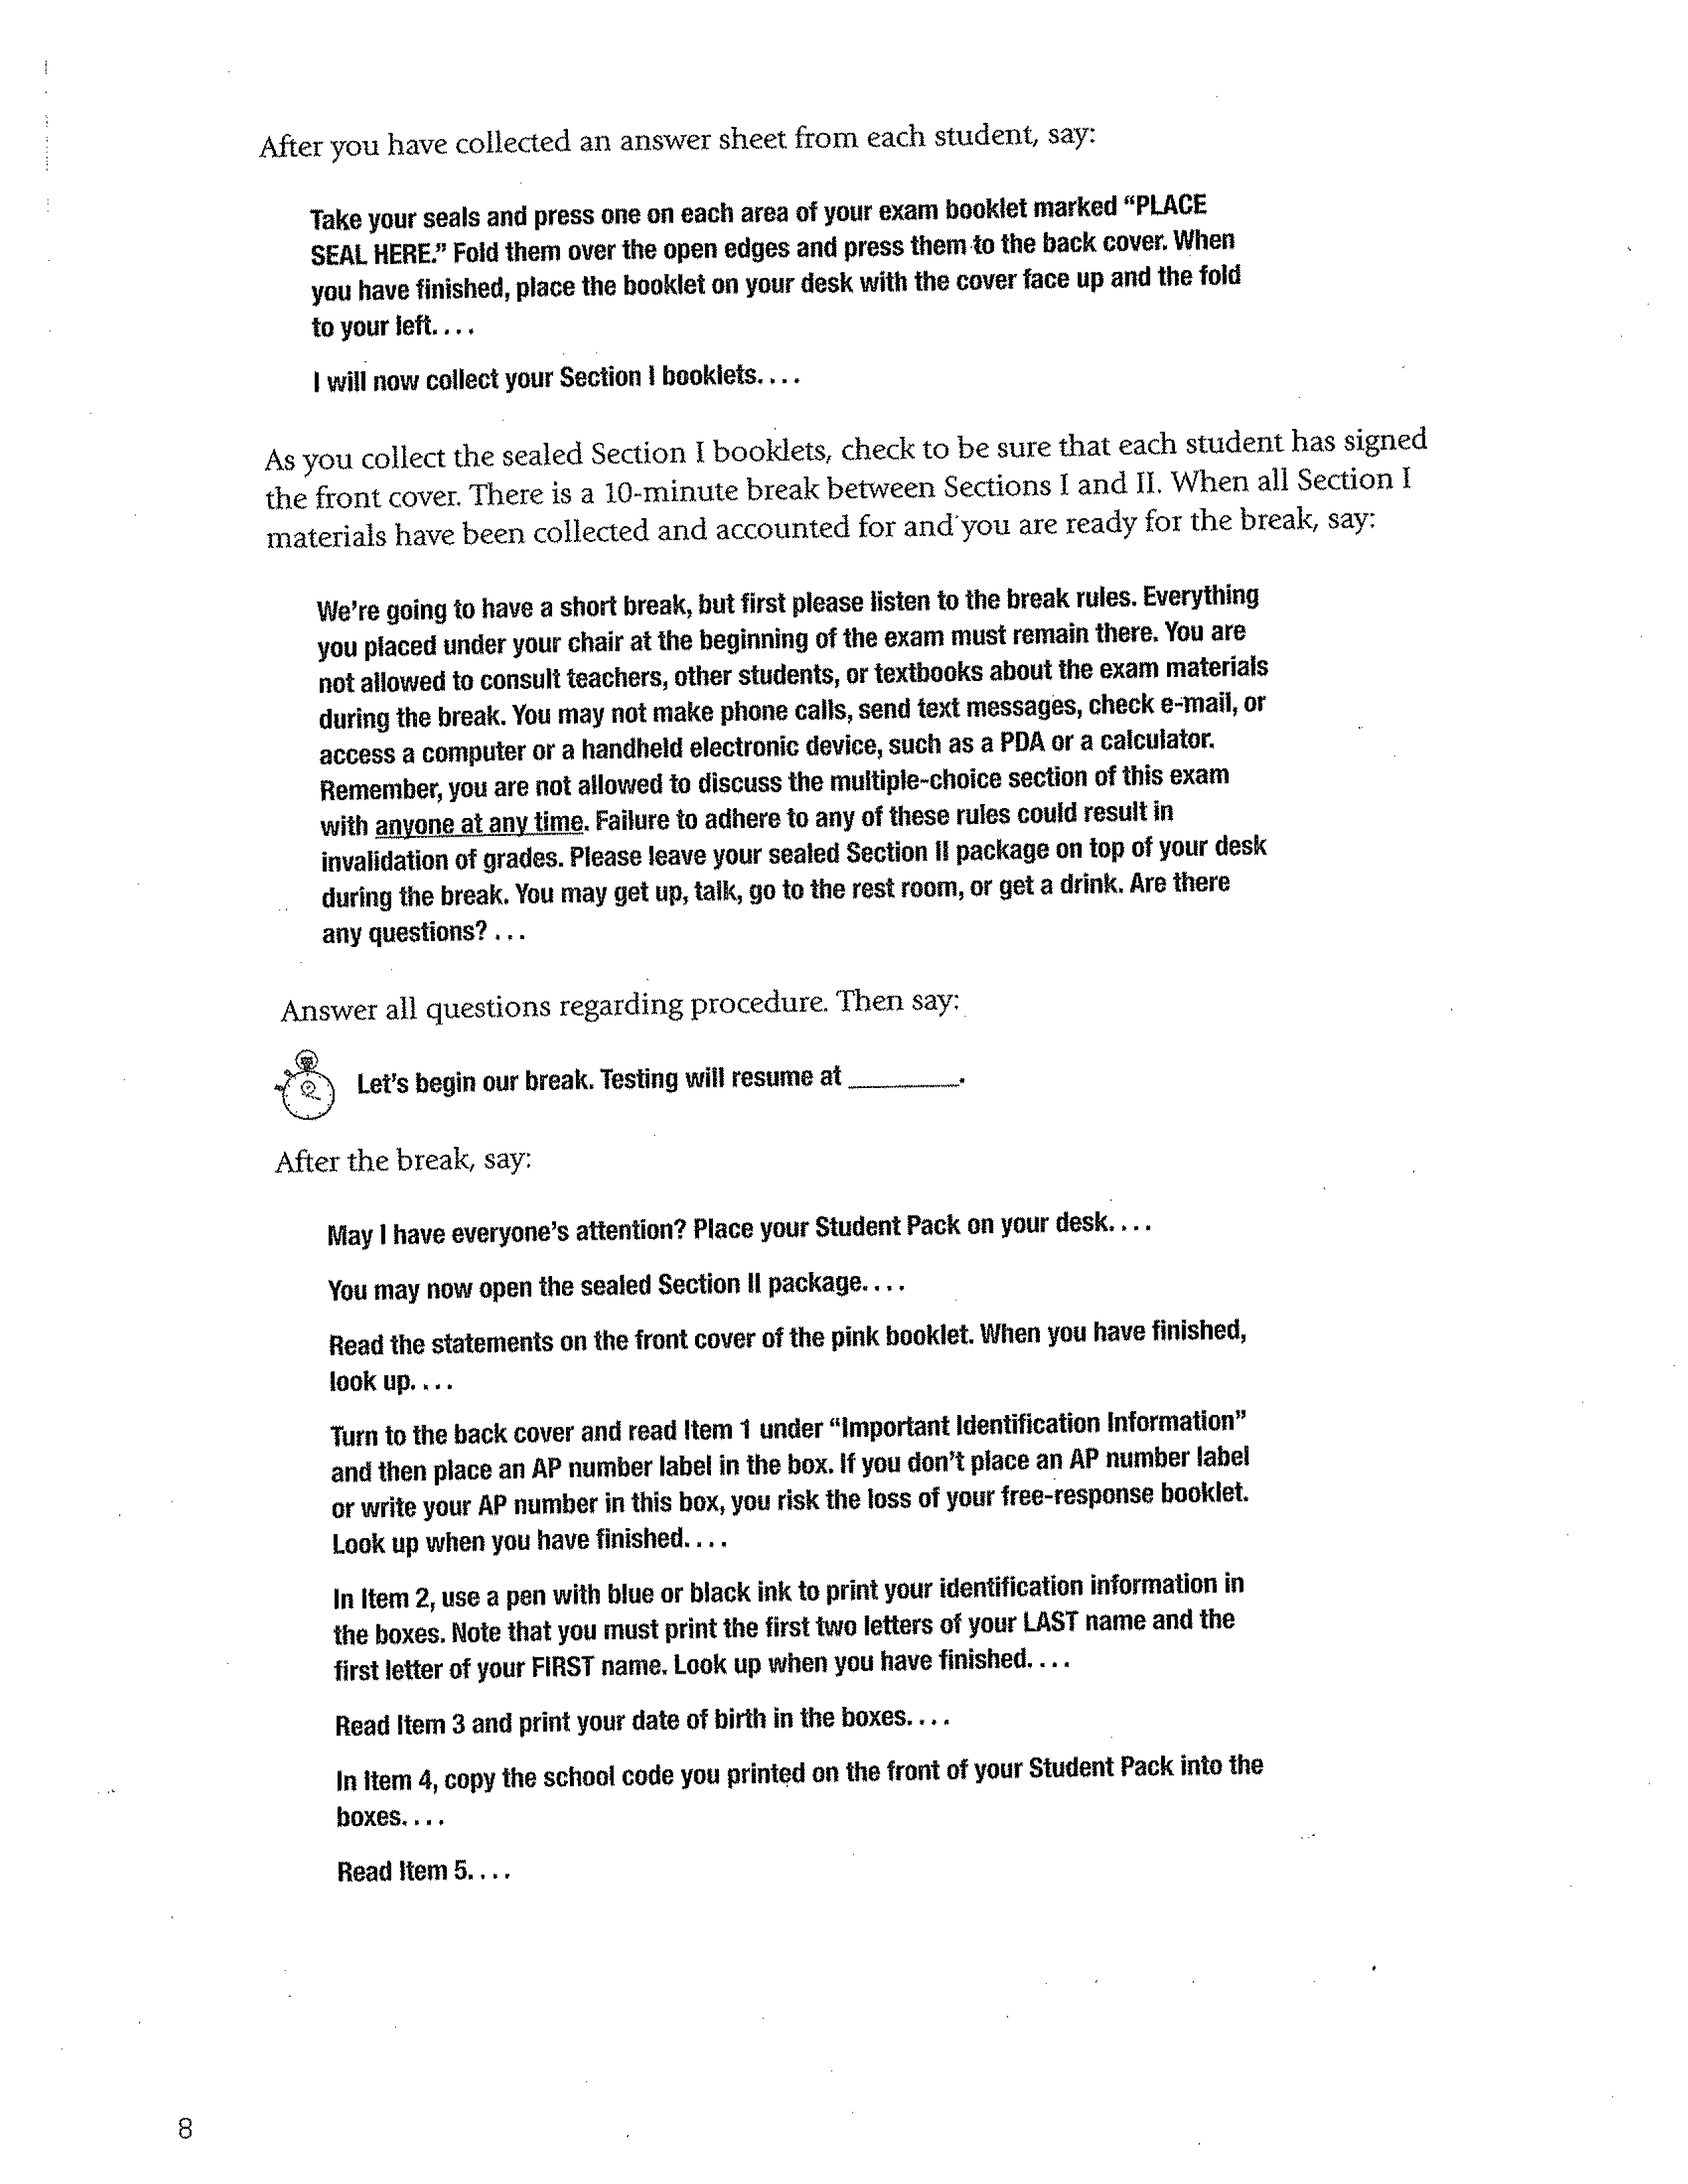 After you have collected an answer sheet from each student, say:
Take your seals and press one on each area of your exam booklet marked “PLACE
SEAL HERE.” Fold them over the open edges and press them to the back cover. When
you have finished, place the booklet on your desk with the cover face up and the fold
to your left. . . .
I will now collect your Section I booklets. . . .
As you collect the sealed Section I booklets, check to be sure that each student has signed
the front cover. There is a 10-minute break between Sections I and II. When all Section I
materials have been collected and accounted for and you are ready for the break, say:
We’re going to have a short break, but first please listen to the break rules. Everything
you placed under your chair at the beginning of the exam must remain there. You are
not allowed to consult teachers, other students, or textbooks about the exam materials
during the break. You may not make phone calls, send text messages, check e-mail, or
access a computer or a handheld electronic device, such as a PDA or a calculator.
Remember, you are not allowed to discuss the multiple-choice section of this exam
with anyone at any time. Failure to adhere to any of these rules could result in
invalidation of grades. Please leave your sealed Section II package on top of your desk
during the break. You may get up, talk, go to the rest room, or get a drink. Are there
any questions? . . .
Answer all questions regarding procedure. Then say:
Let’s begin our break. Testing will resume at ________.
After the break, say:
May I have everyone’s attention? Place your Student Pack on your desk. . . .
You may now open the sealed Section II package. . . .
Read the statements on the front cover of the pink booklet. When you have finished,
look up. . . .
Turn to the back cover and read Item 1 under “Important Identification Information”
and then place an AP number label in the box. If you don’t place an AP number label
or write your AP number in this box, you risk the loss of your free-response booklet.
Look up when you have finished. . . .
In Item 2, use a pen with blue or black ink to print your identification information in
the boxes. Note that you must print the first two letters of your LAST name and the
first letter of your FIRST name. Look up when you have finished. . . .
Read Item 3 and print your date of birth in the boxes. . . .
In Item 4, copy the school code you printed on the front of your Student Pack into the
boxes. . . .
Read Item 5. . . .
8